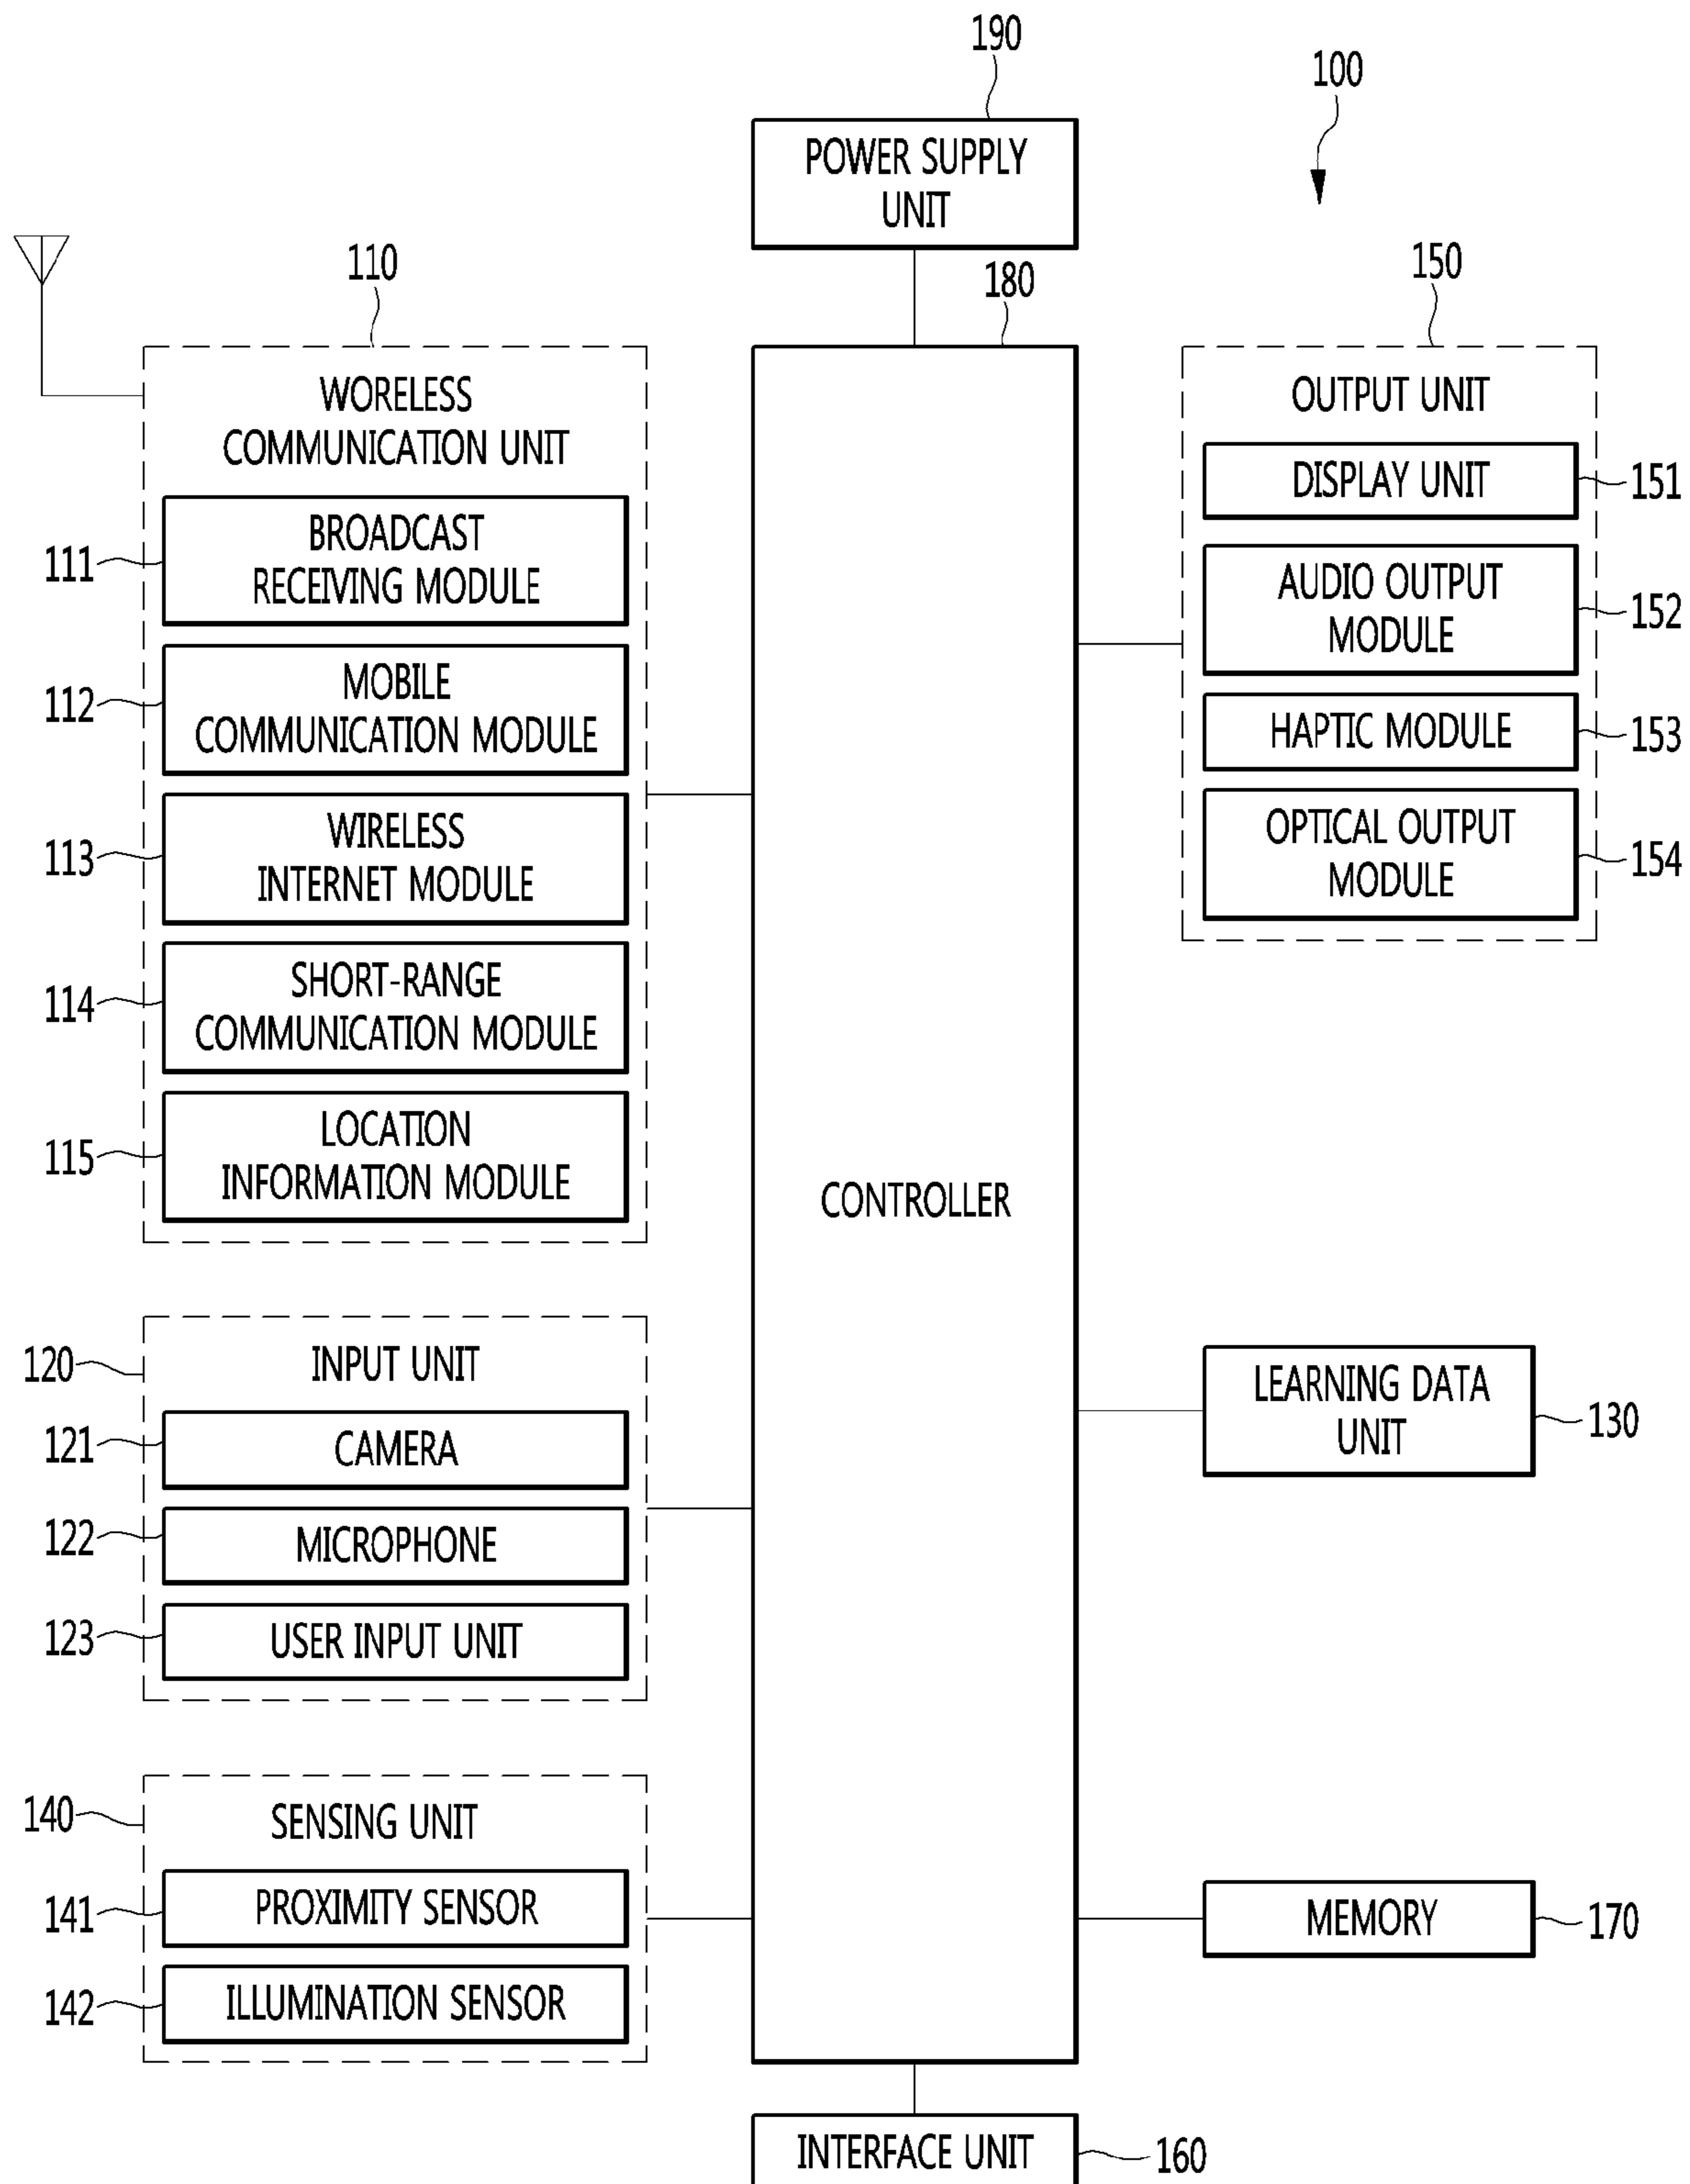 190
100
POWER SUPPLY
UNIT
110
180
150
WORELESS
COMMUNICATION UNIT
111
BROADCAST
RECEIVING MODULE
112
MOBILE
COMMUNICATION MODULE
113
WIRELESS
INTERNET MODULE
114
SHORT-RANGE
COMMUNICATION MODULE
115
LOCATION
INFORMATION MODULE
120
INPUT UNIT
121
CAMERA
122
MICROPHONE
123
USER INPUT UNIT
140
SENSING UNIT
141
PROXIMITY SENSOR
142
ILLUMINATION SENSOR
CONTROLLER
OUTPUT UNIT
DISPLAY UNIT
151
AUDIO OUTPUT
MODULE
152
HAPTIC MODULE
153
OPTICAL OUTPUT
MODULE
154
LEARNING DATA
UNIT
130
MEMORY
170
INTERFACE UNIT
160